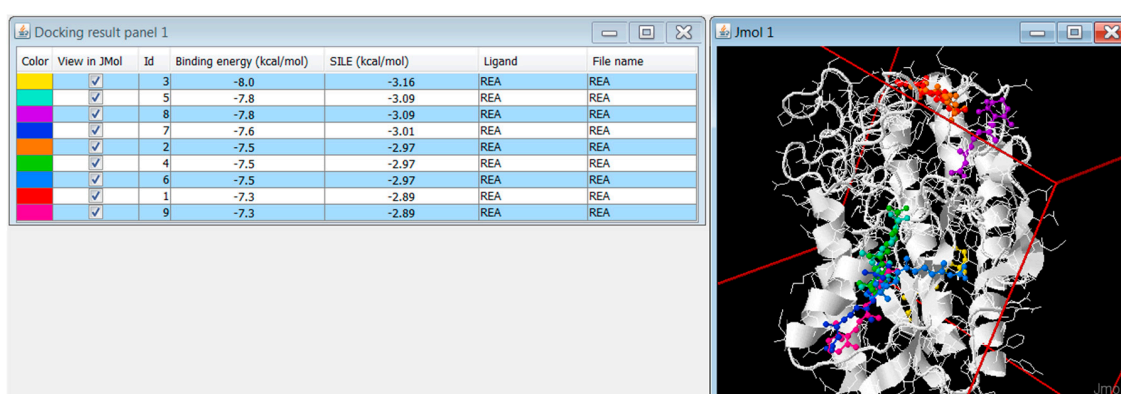 Docking result panel 1
Color View in JMol Id Binding energy (kcal/mol) SILE (kcal/mol) Ligand File name
3 -8.0 -3.16 REA REA
5 -7.8 -3.09 REA REA
8 -7.8 -3.09 REA REA
7 -7.6 -3.01 REA REA
2 -7.5 -2.97 REA REA
4 -7.5 -2.97 REA REA
6 -7.5 -2.97 REA REA
1 -7.3 -2.89 REA REA
9 -7.3 -2.89 REA REA
Jmol 1
Jmo